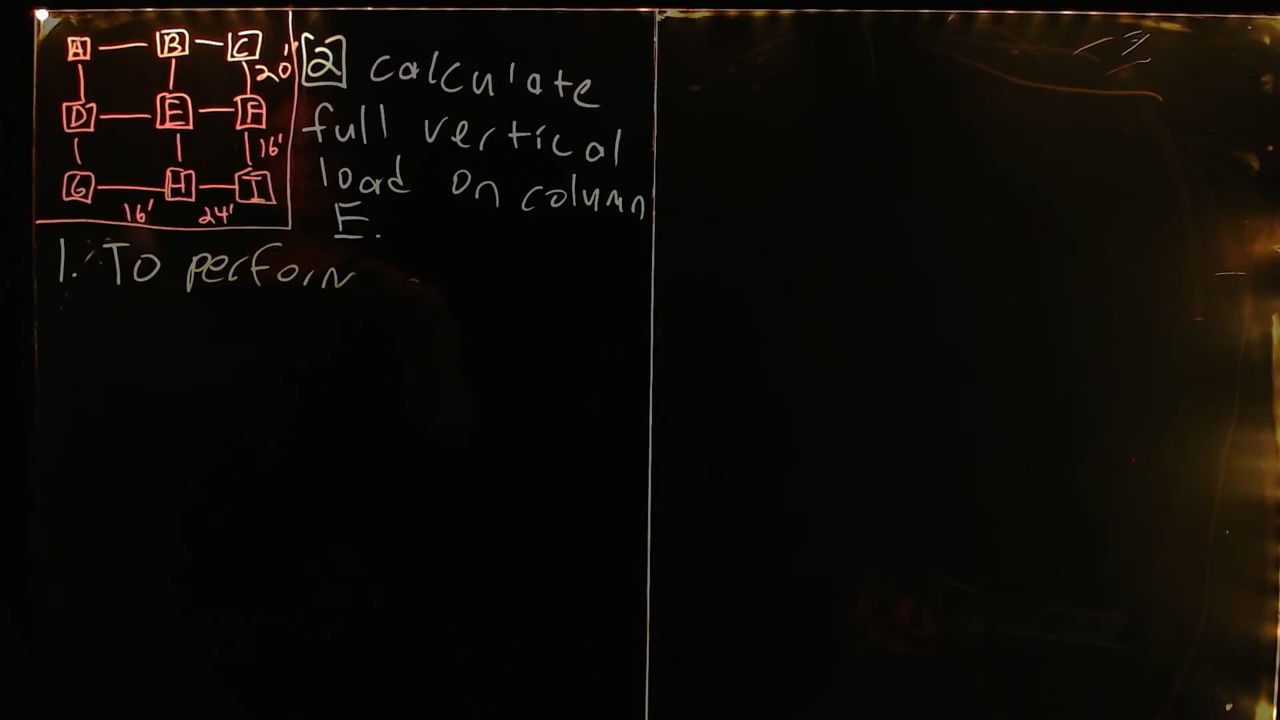 A B C
20'
D E F
16'
G H I
16' 24'
2 calculate
full vertical
load on column
E.
1. To perform